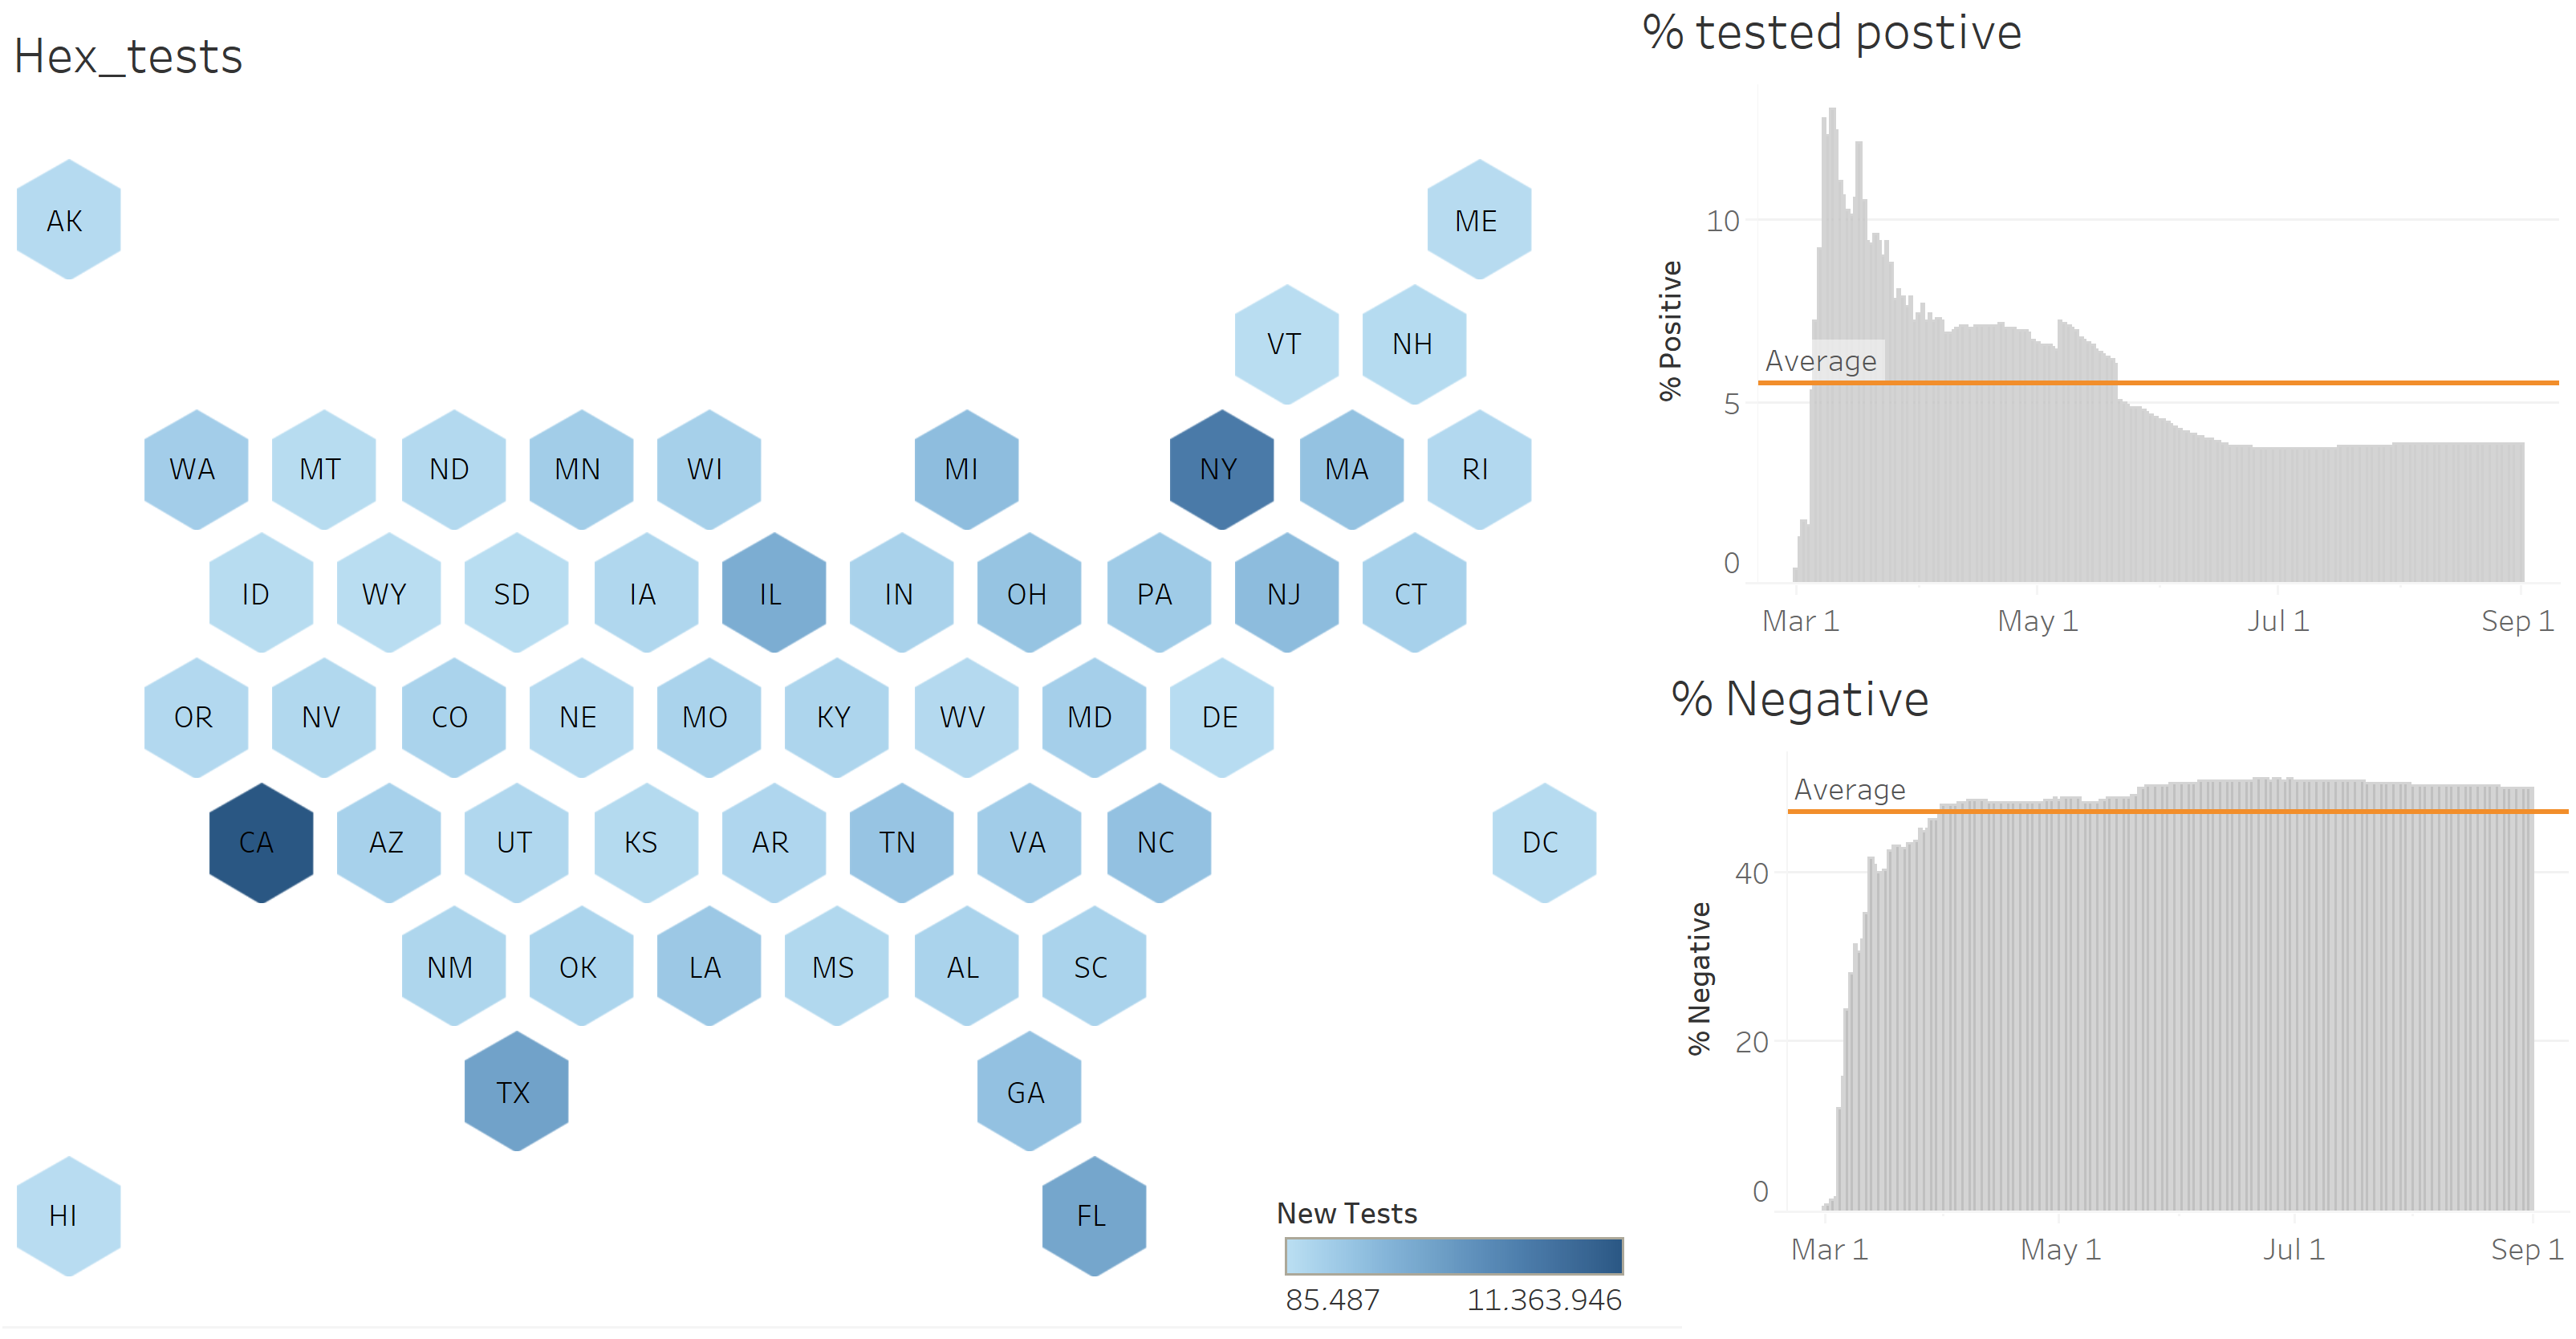 Hex_tests
AK
ME
VT NH
WA MT ND MN WI MI NY MA RI
ID WY SD IA IL IN OH PA NJ CT
OR NV CO NE MO KY WV MD DE
CA AZ UT KS AR TN VA NC DC
NM OK LA MS AL SC
TX GA
HI FL
New Tests
85.487 11.363.946
% tested postive
% Positive
10
Average
5
0
Mar 1 May 1 Jul 1 Sep 1
% Negative
% Negative
Average
40
20
0
Mar 1 May 1 Jul 1 Sep 1